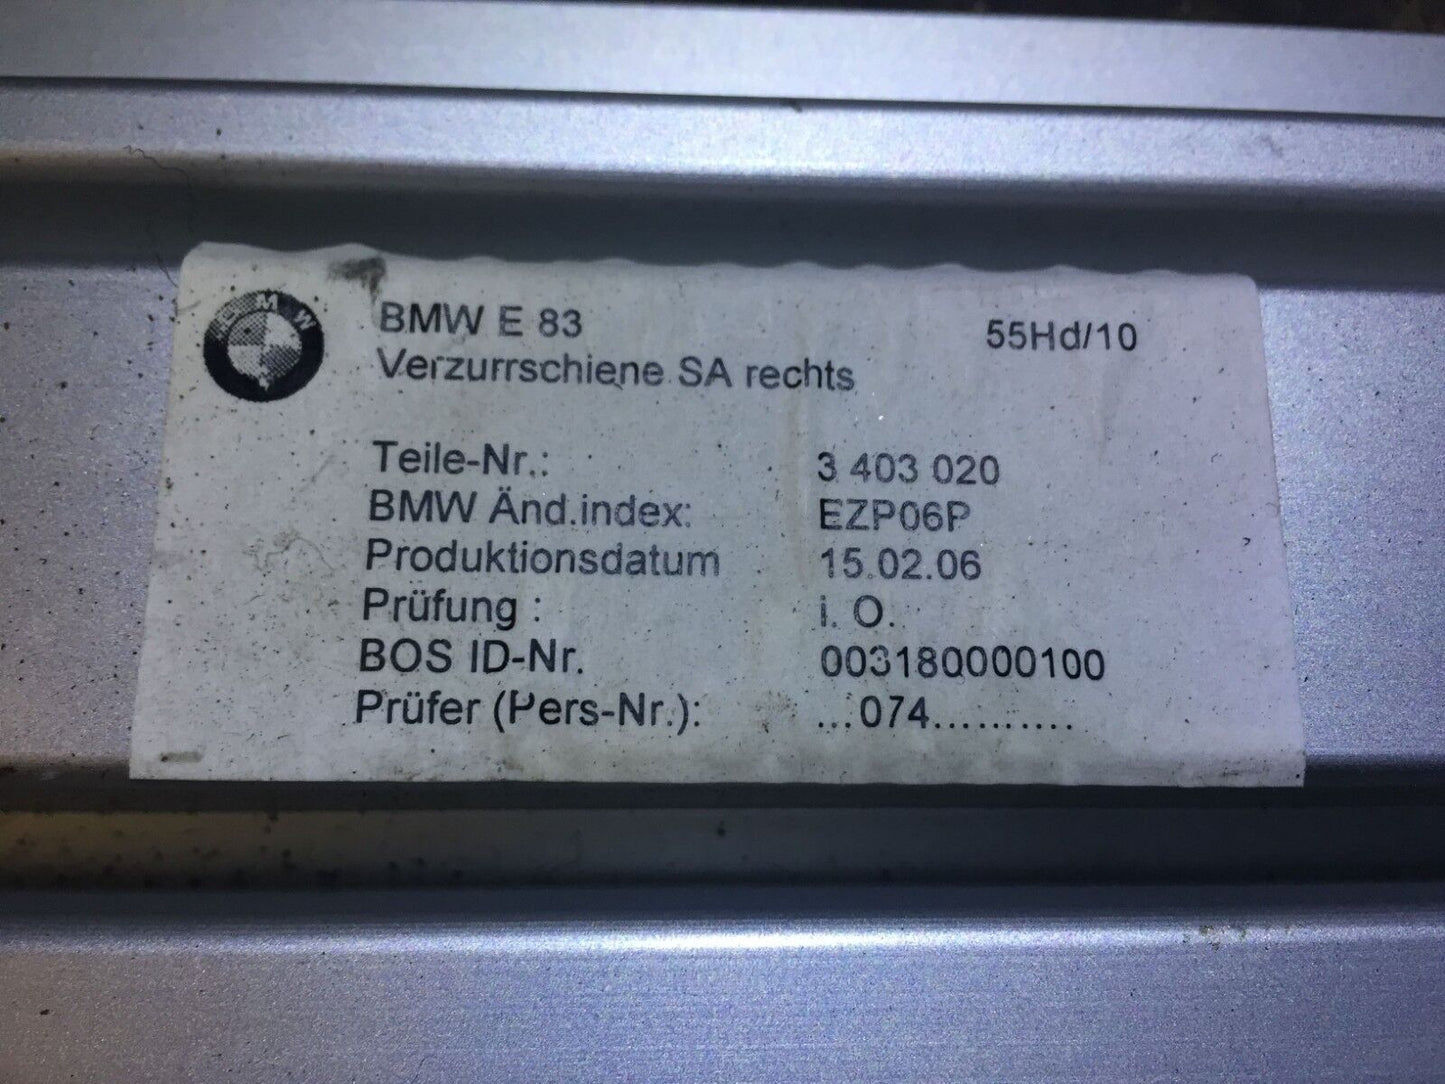 BMW
BMW E 83 55Hd/10
Verzurrschiene SA rechts
Teile-Nr.: 3 403 020
BMW Änd.index: EZP06P
Produktionsdatum 15.02.06
Prüfung : i. O.
BOS ID-Nr. 003180000100
Prüfer (Pers-Nr.): ...074..........